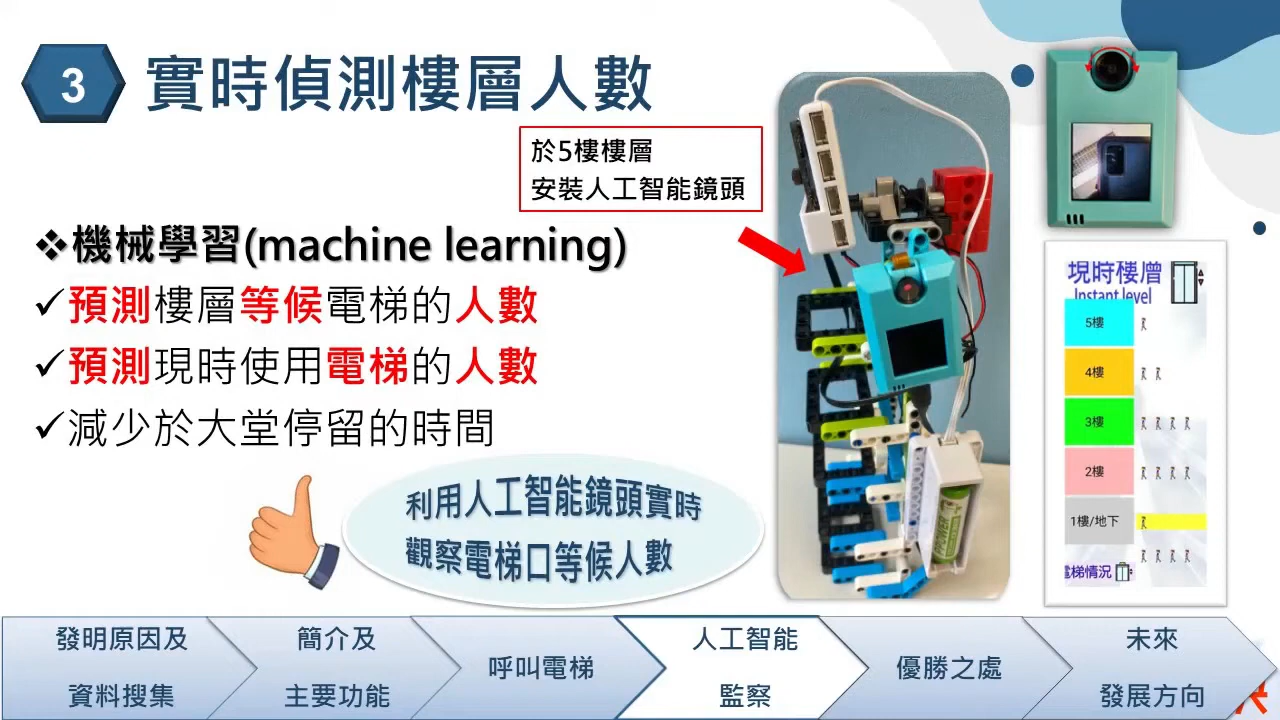 3
實時偵測樓層人數
於5樓樓層
安裝人工智能鏡頭
❖機械學習(machine learning)
✓預測樓層等候電梯的人數
✓預測現時使用電梯的人數
✓減少於大堂停留的時間
利用人工智能鏡頭實時
觀察電梯口等候人數
POWER
現時樓層
Instant level
5樓
4樓
3樓
2樓
1樓/地下
電梯情況
發明原因及
資料搜集
簡介及
主要功能
呼叫電梯
人工智能
監察
優勝之處
未來
發展方向